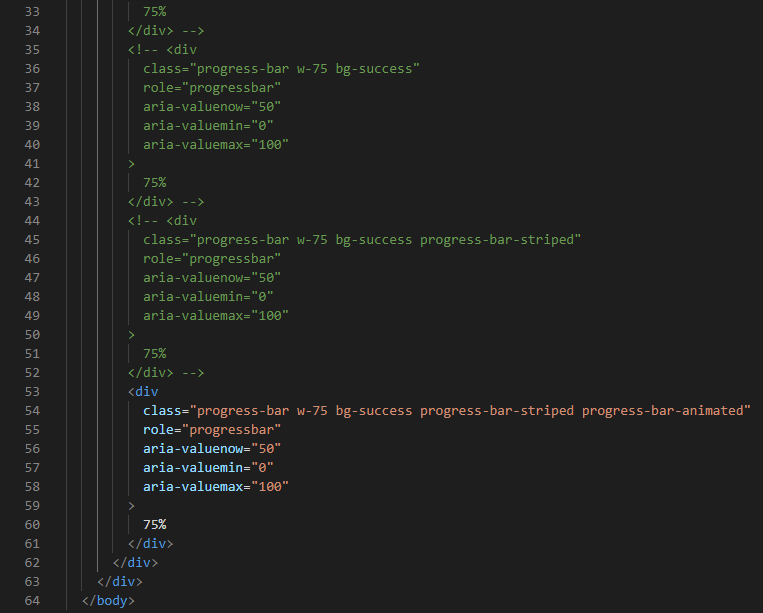 33 75%
34 </div> -->
35 <!-- <div
36 class="progress-bar w-75 bg-success"
37 role="progressbar"
38 aria-valuenow="50"
39 aria-valuemin="0"
40 aria-valuemax="100"
41 >
42 75%
43 </div> -->
44 <!-- <div
45 class="progress-bar w-75 bg-success progress-bar-striped"
46 role="progressbar"
47 aria-valuenow="50"
48 aria-valuemin="0"
49 aria-valuemax="100"
50 >
51 75%
52 </div> -->
53 <div
54 class="progress-bar w-75 bg-success progress-bar-striped progress-bar-animated"
55 role="progressbar"
56 aria-valuenow="50"
57 aria-valuemin="0"
58 aria-valuemax="100"
59 >
60 75%
61 </div>
62 </div>
63 </div>
64 </body>